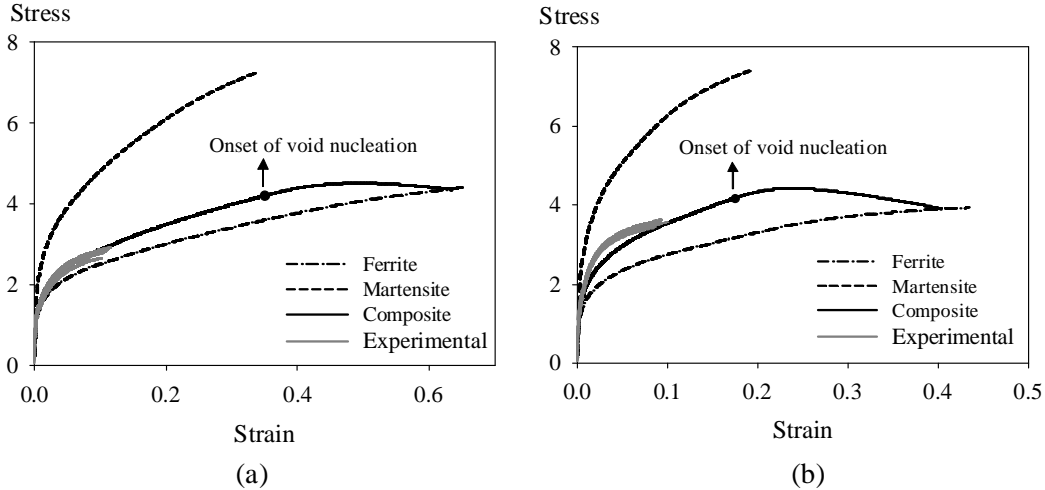 Stress
8
6
4
2
0
Onset of void nucleation
Ferrite
Martensite
Composite
Experimental
0.0 0.2 0.4 0.6
Strain
(a)
Stress
8
6
4
2
0
Onset of void nucleation
Ferrite
Martensite
Composite
Experimental
0.0 0.1 0.2 0.3 0.4 0.5
Strain
(b)